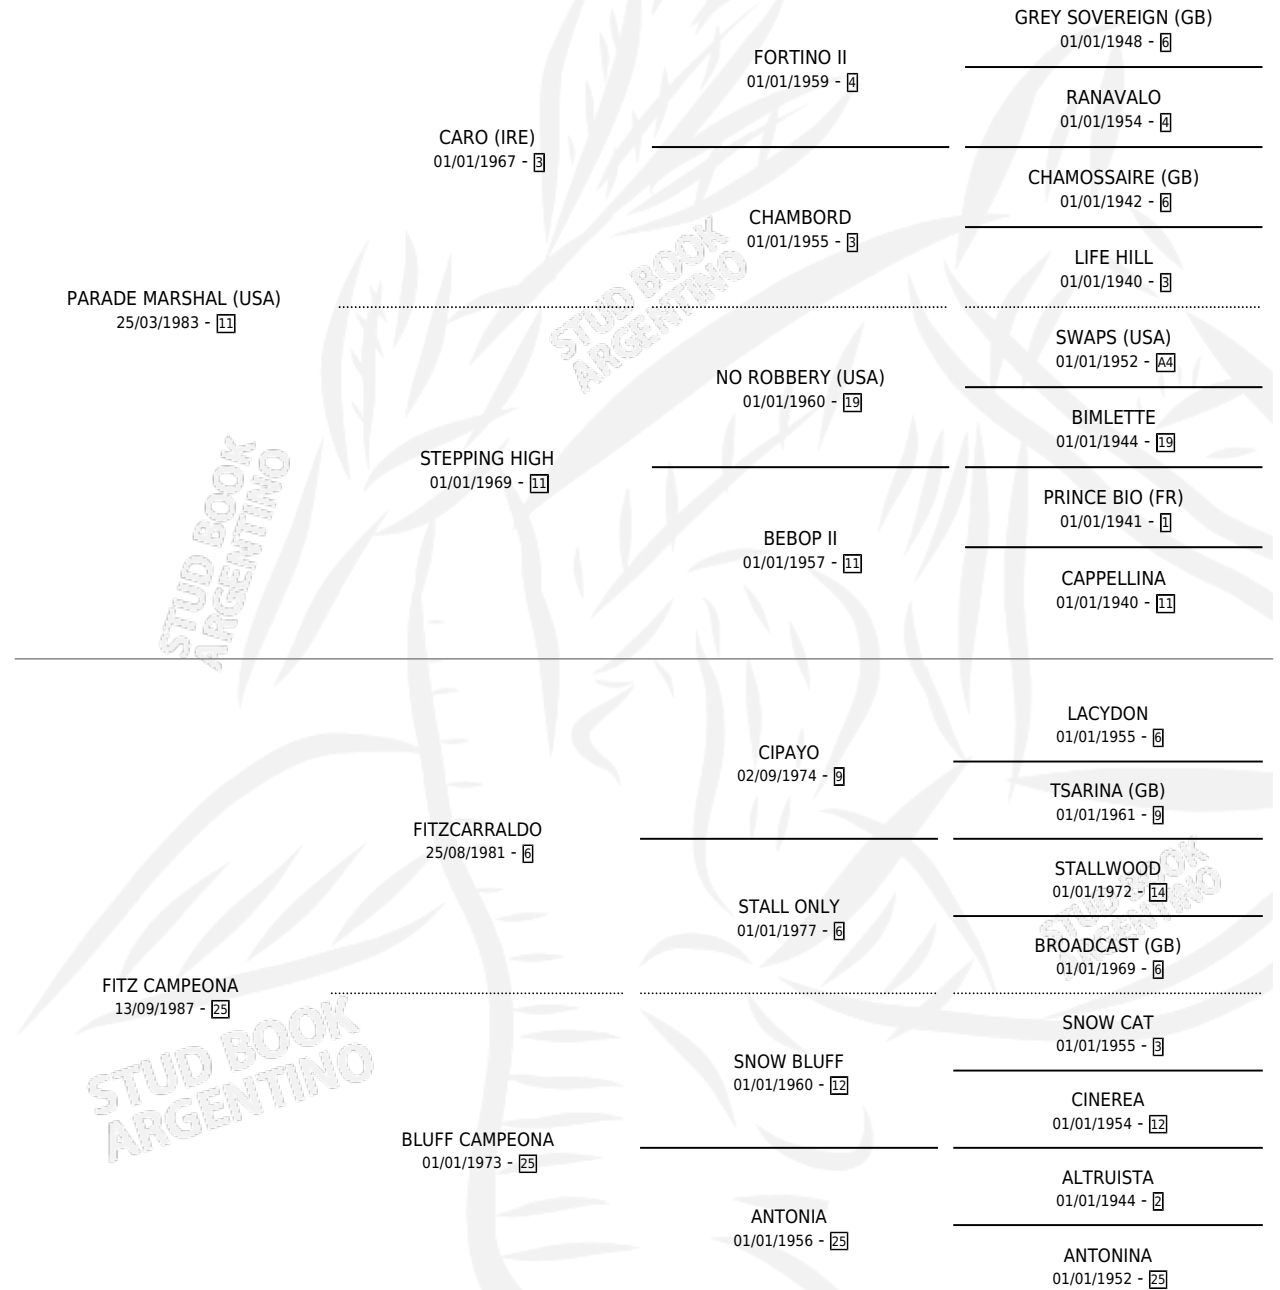 GREY SOVEREIGN (GB)
01/01/1948 - 6
FORTINO II
01/01/1959 - 4
RANAVALO
01/01/1954 - 4
CARO (IRE)
01/01/1967 - 3
CHAMOSSAIRE (GB)
01/01/1942 - 6
CHAMBORD
01/01/1955 - 3
LIFE HILL
01/01/1940 - 3
PARADE MARSHAL (USA)
25/03/1983 - 11
SWAPS (USA)
01/01/1952 - A4
NO ROBBERY (USA)
01/01/1960 - 19
BIMLETTE
01/01/1944 - 19
STEPPING HIGH
01/01/1969 - 11
PRINCE BIO (FR)
01/01/1941 - 1
BEBOP II
01/01/1957 - 11
CAPPELLINA
01/01/1940 - 11
LACYDON
01/01/1955 - 6
CIPAYO
02/09/1974 - 9
TSARINA (GB)
01/01/1961 - 9
FITZCARRALDO
25/08/1981 - 6
STALLWOOD
01/01/1972 - 14
STALL ONLY
01/01/1977 - 6
BROADCAST (GB)
01/01/1969 - 6
FITZ CAMPEONA
13/09/1987 - 25
SNOW CAT
01/01/1955 - 3
SNOW BLUFF
01/01/1960 - 12
CINEREA
01/01/1954 - 12
BLUFF CAMPEONA
01/01/1973 - 25
ALTRUISTA
01/01/1944 - 2
ANTONIA
01/01/1956 - 25
ANTONINA
01/01/1952 - 25
STUD BOOK
ARGENTINO
STUD BOOK
ARGENTINO
STUD BOOK
ARGENTINO
STUD BOOK
ARGENTINO